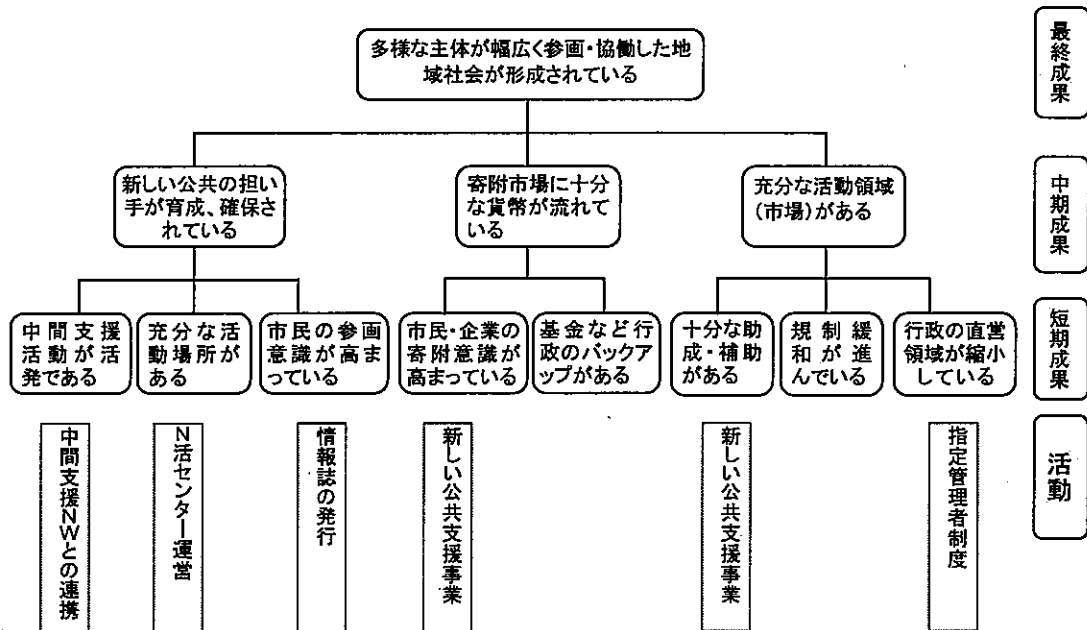 多様な主体が幅広く参画・協働した地
域社会が形成されている
最終成果
新しい公共の担い
手が育成、確保さ
れている
寄附市場に十分
な貨幣が流れて
いる
充分な活動領域
(市場)がある
中期成果
中間支援
活動が活
発である
充分な活
動場所が
ある
市民の参画
意識が高ま
っている
市民・企業の
寄附意識が
高まっている
基金など行
政のバックア
ップがある
十分な助
成・補助
がある
規制緩
和が進
んでいる
行政の直営
領域が縮小
している
短期成果
中間支援NWとの連携
N活センター運営
情報誌の発行
新しい公共支援事業
新しい公共支援事業
指定管理者制度
活動